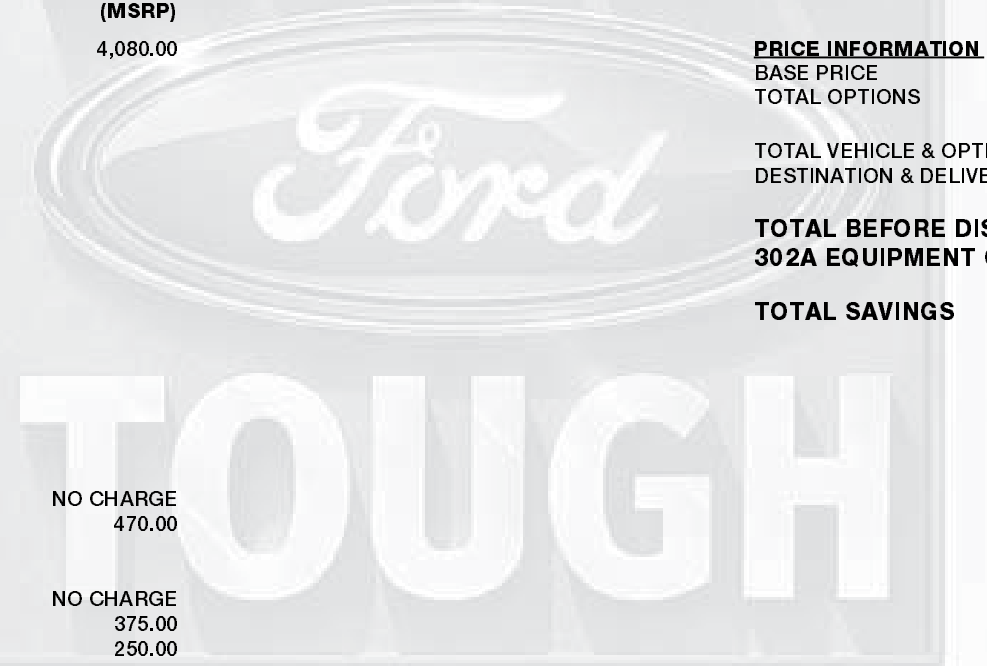 (MSRP)
4,080.00
Ford
TOUGH
NO CHARGE
470.00
NO CHARGE
375.00
250.00
PRICE INFORMATION
BASE PRICE
TOTAL OPTIONS
TOTAL VEHICLE & OPTI
DESTINATION & DELIVE
TOTAL BEFORE DIS
302A EQUIPMENT
TOTAL SAVINGS